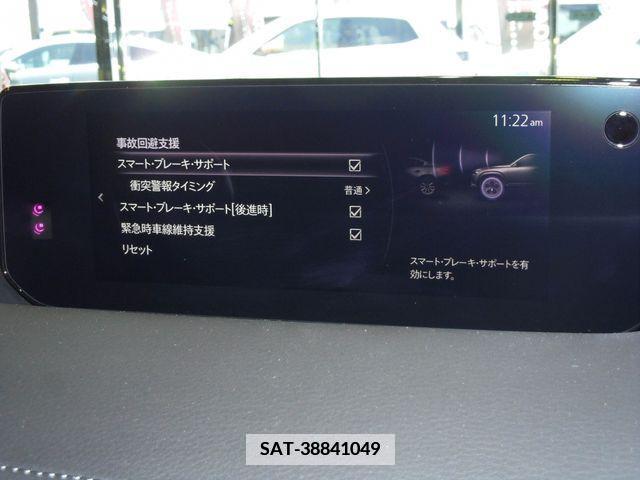 11:22 am
事故回避支援
スマート・ブレーキ・サポート
衝突警報タイミング 普通
スマート・ブレーキ・サポート[後進時]
緊急時車線維持支援
リセット
スマート・ブレーキ・サポートを有
効にします。
SAT-38841049